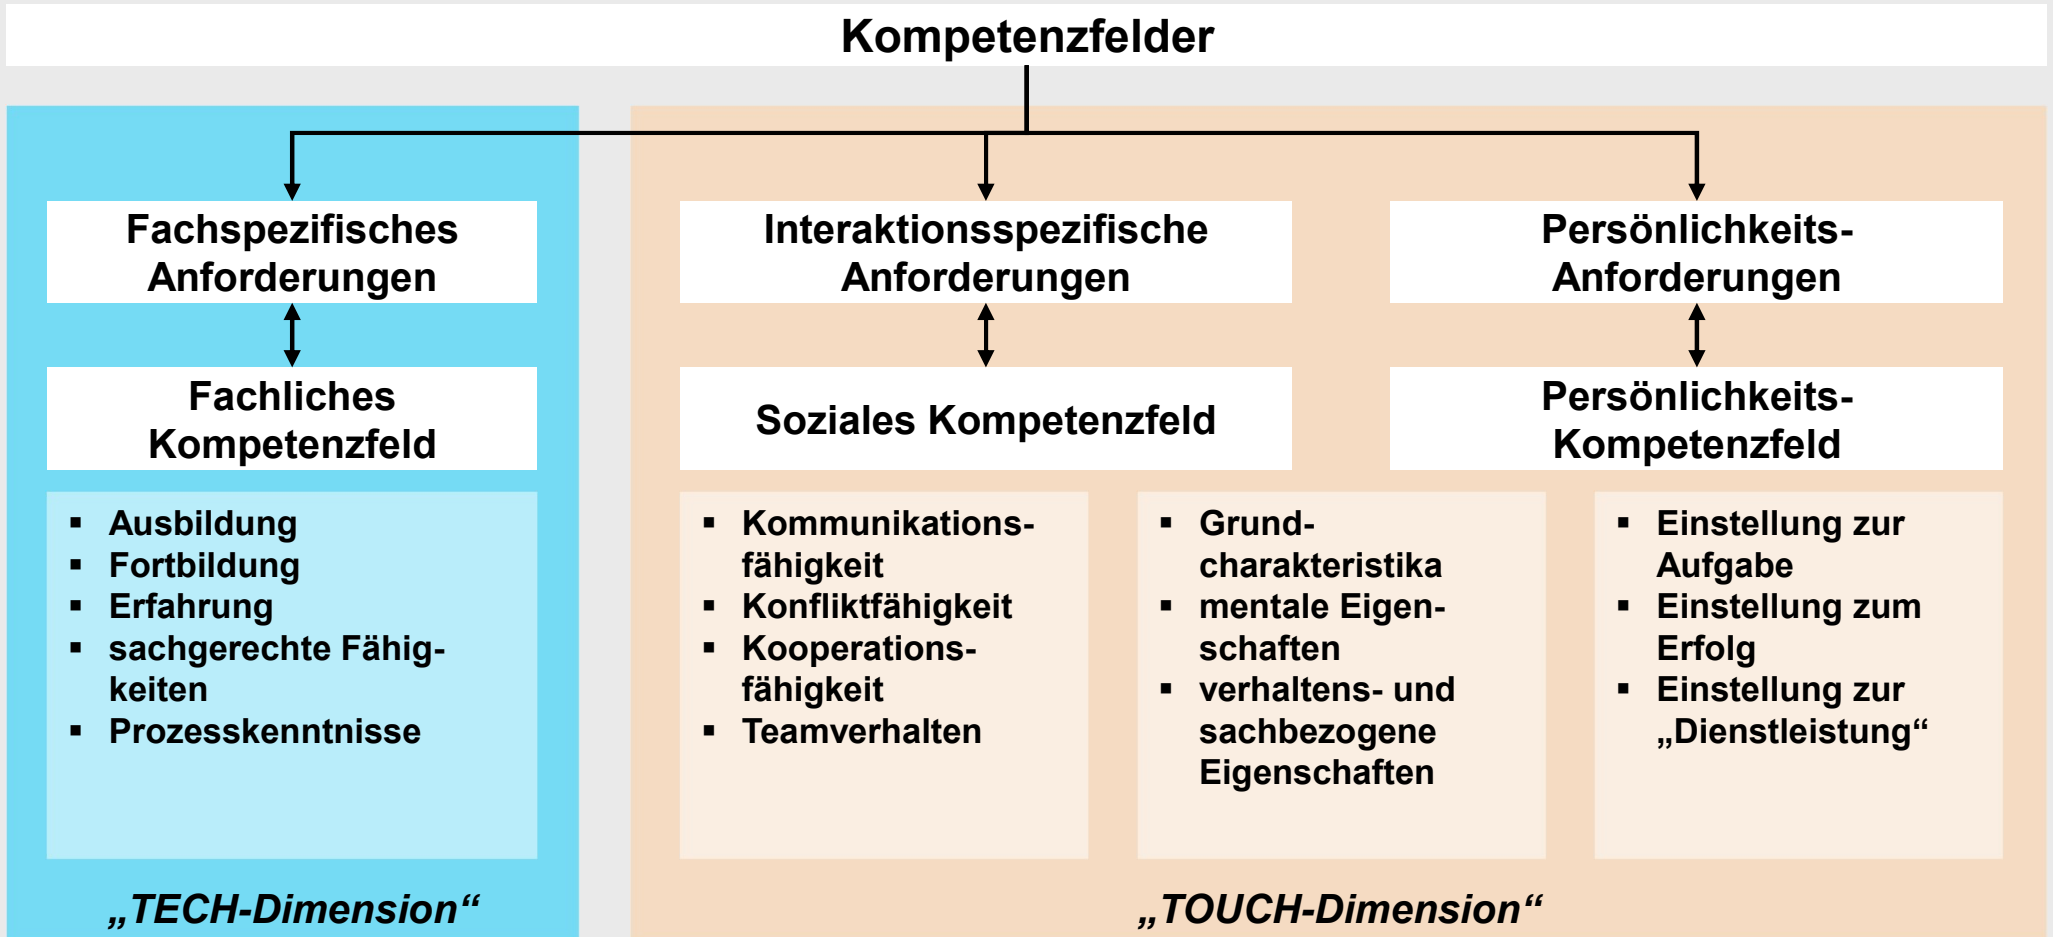 Kompetenzfelder
Fachspezifisches
Anforderungen
Fachliches
Kompetenzfeld
▪ Ausbildung
▪ Fortbildung
▪ Erfahrung
▪ sachgerechte Fähig-
keiten
▪ Prozesskenntnisse
„TECH-Dimension“
Interaktionsspezifische
Anforderungen
Soziales Kompetenzfeld
Persönlichkeits-
Anforderungen
Persönlichkeits-
Kompetenzfeld
▪ Kommunikations-
fähigkeit
▪ Konfliktfähigkeit
▪ Kooperations-
fähigkeit
▪ Teamverhalten
▪ Grund-
charakteristika
▪ mentale Eigen-
schaften
▪ verhaltens- und
sachbezogene
Eigenschaften
▪ Einstellung zur
Aufgabe
▪ Einstellung zum
Erfolg
▪ Einstellung zur
„Dienstleistung“
„TOUCH-Dimension“